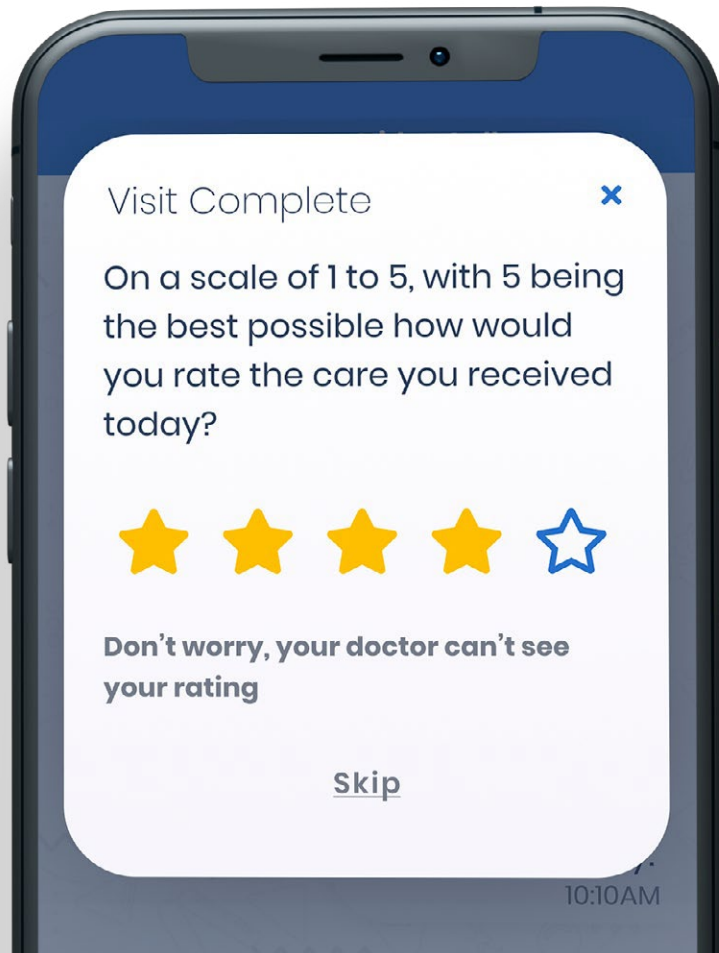 Visit Complete
On a scale of 1 to 5, with 5 being
the best possible how would
you rate the care you received
today?
Don't worry, your doctor can't see
your rating
Skip
10:10AM